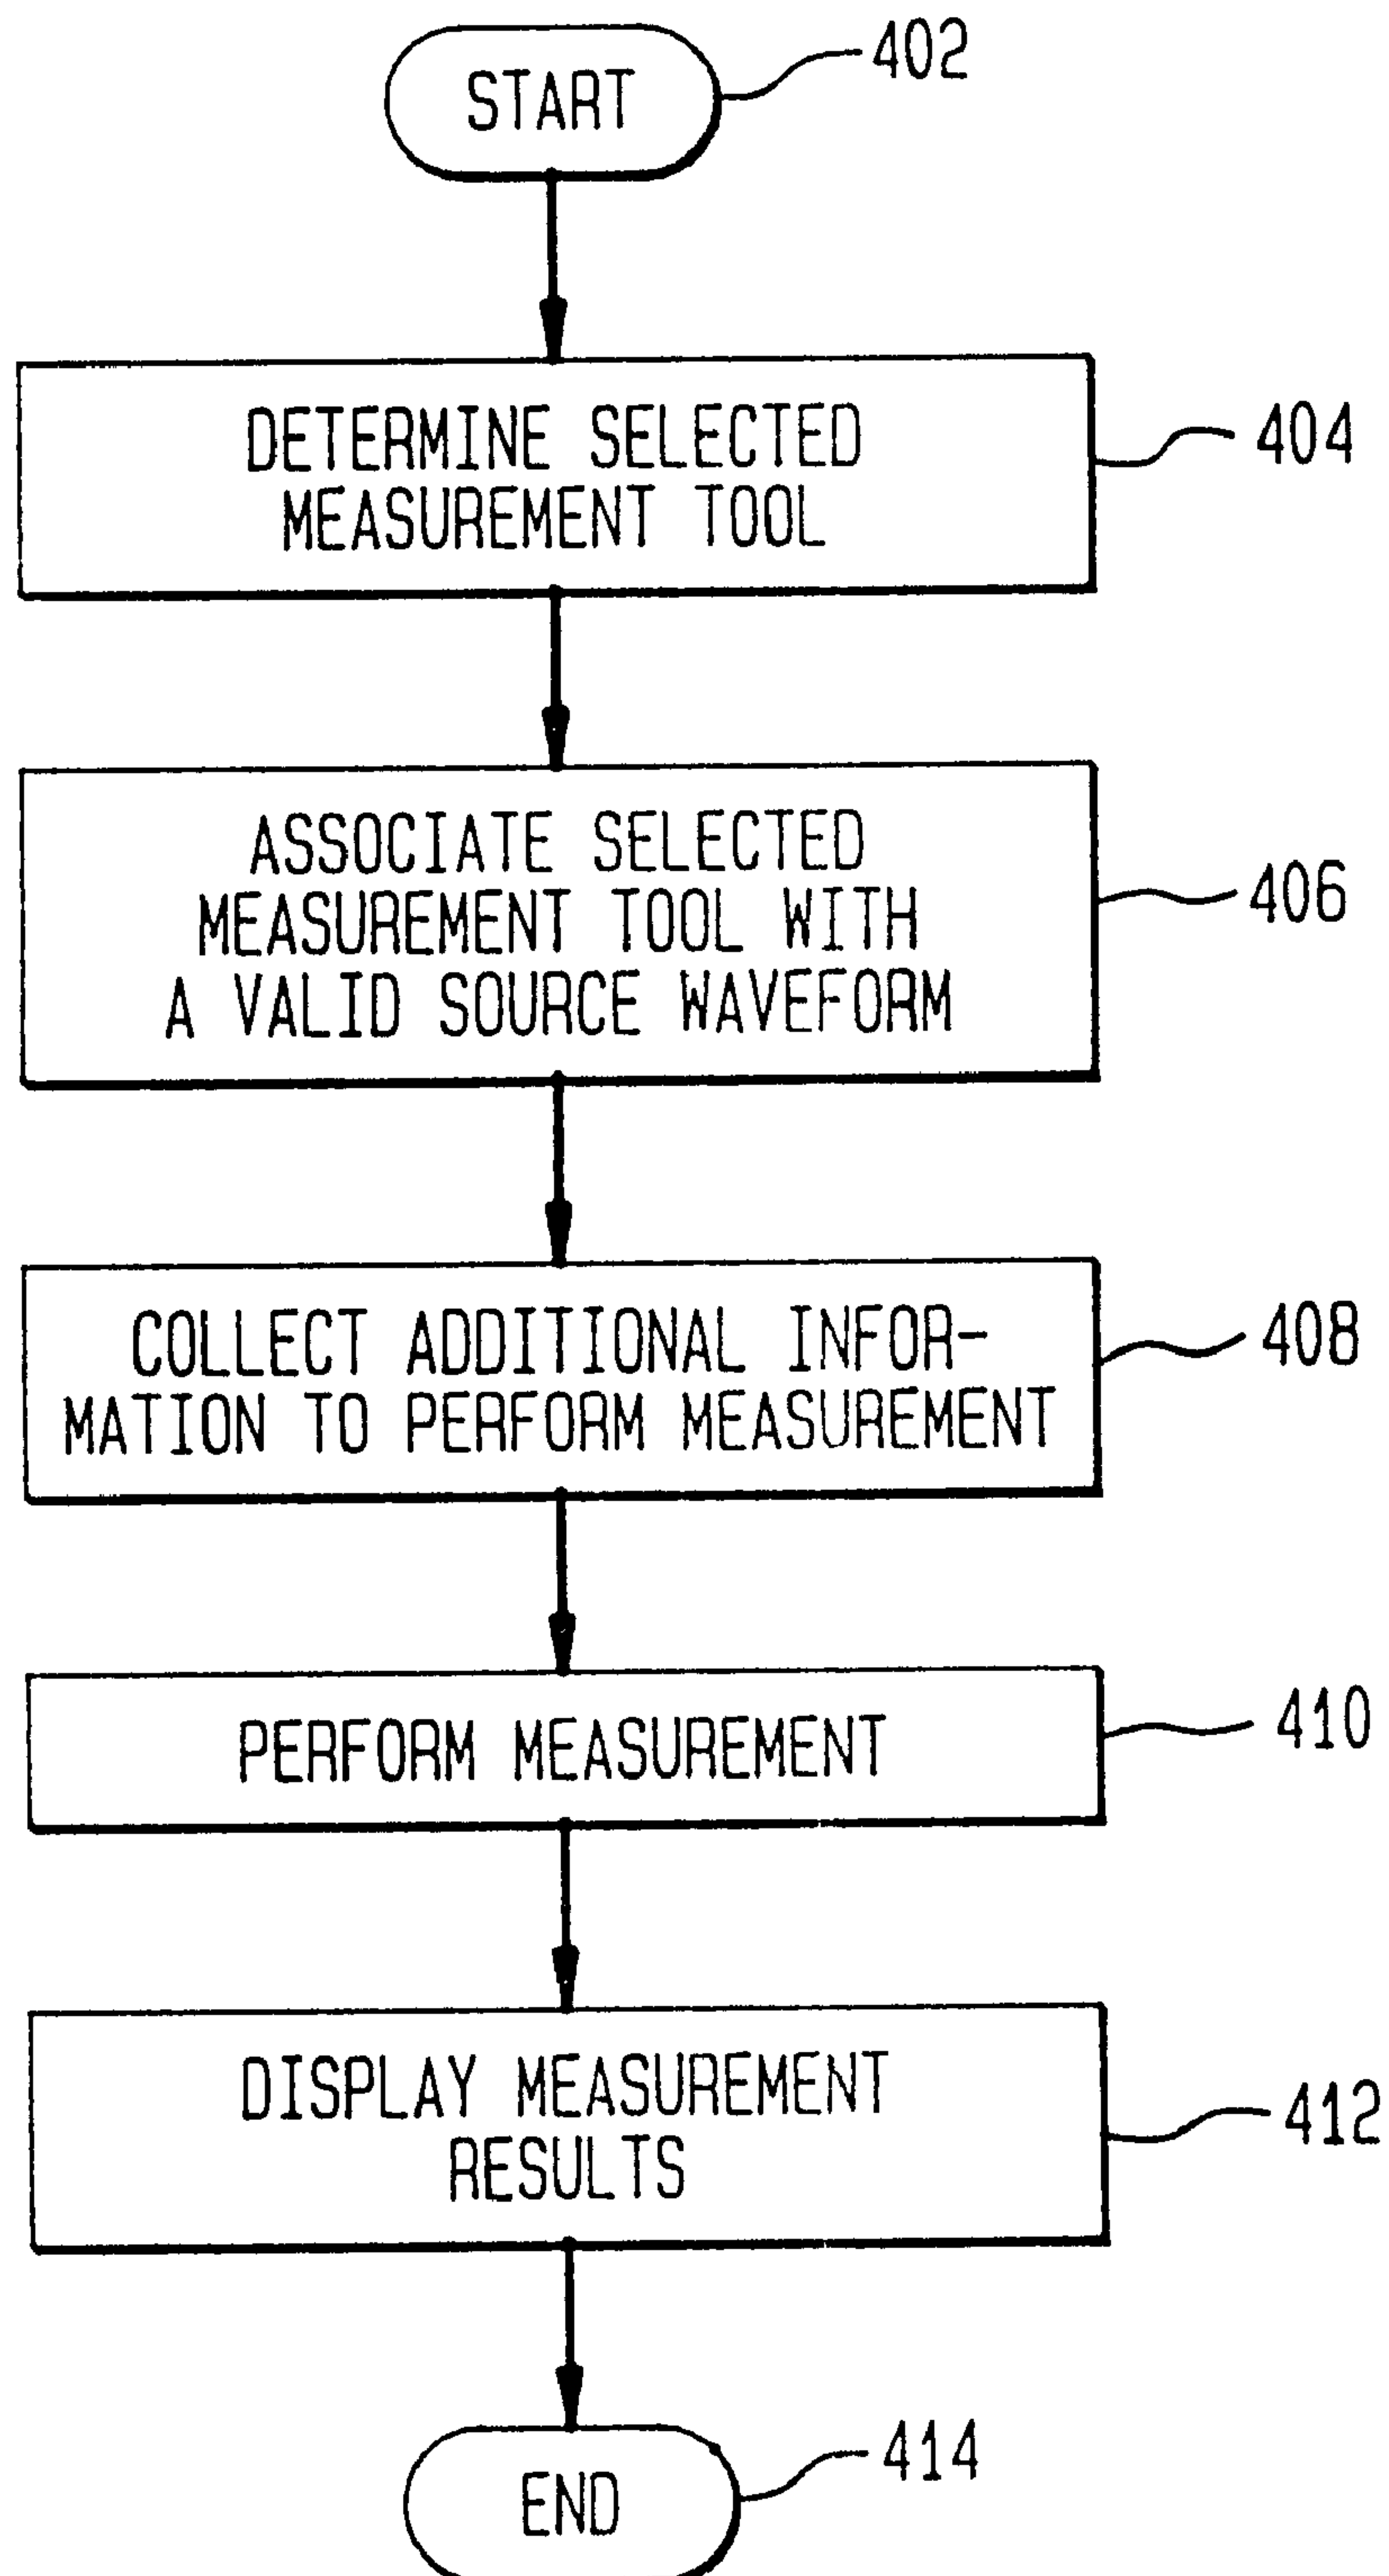 START
402
DETERMINE SELECTED
MEASUREMENT TOOL
404
ASSOCIATE SELECTED
MEASUREMENT TOOL WITH
A VALID SOURCE WAVEFORM
406
COLLECT ADDITIONAL INFOR-
MATION TO PERFORM MEASUREMENT
408
PERFORM MEASUREMENT
410
DISPLAY MEASUREMENT
RESULTS
412
END
414